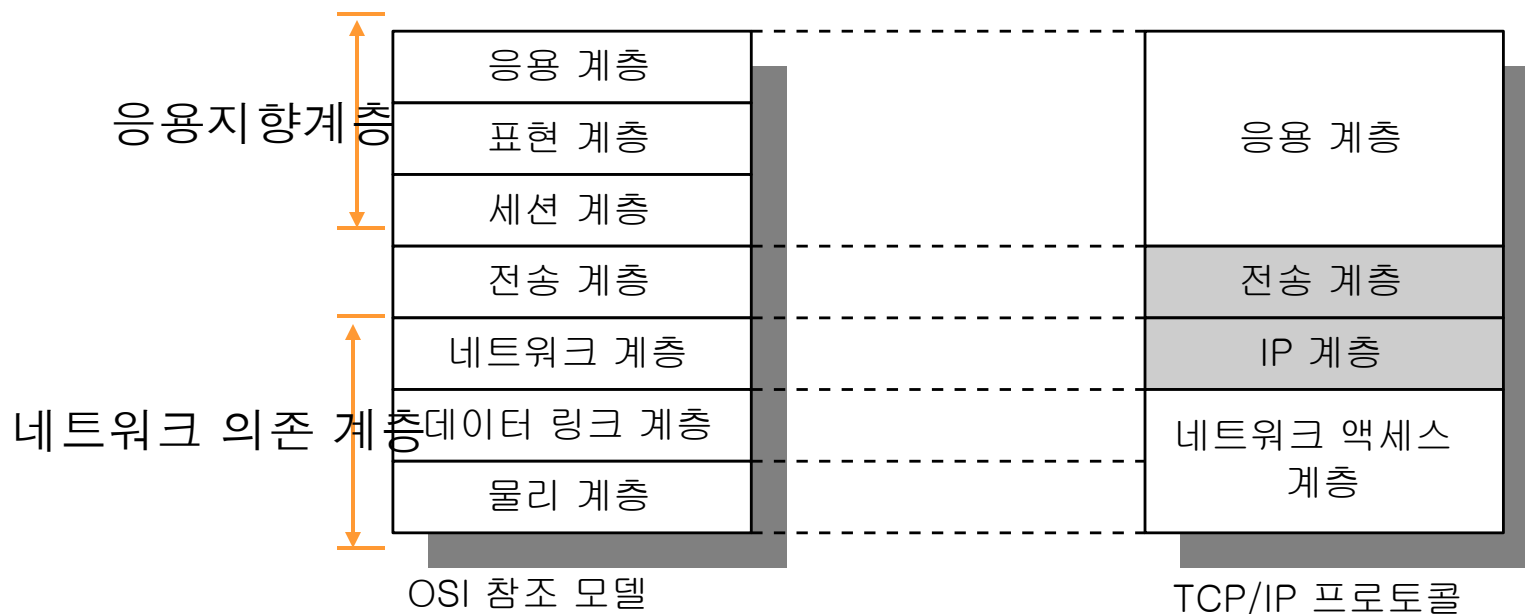 응용지향계층
네트워크 의존 계층
응용 계층
표현 계층
세션 계층
전송 계층
네트워크 계층
데이터 링크 계층
물리 계층
OSI 참조 모델
응용 계층
전송 계층
IP 계층
네트워크 액세스
계층
TCP/IP 프로토콜